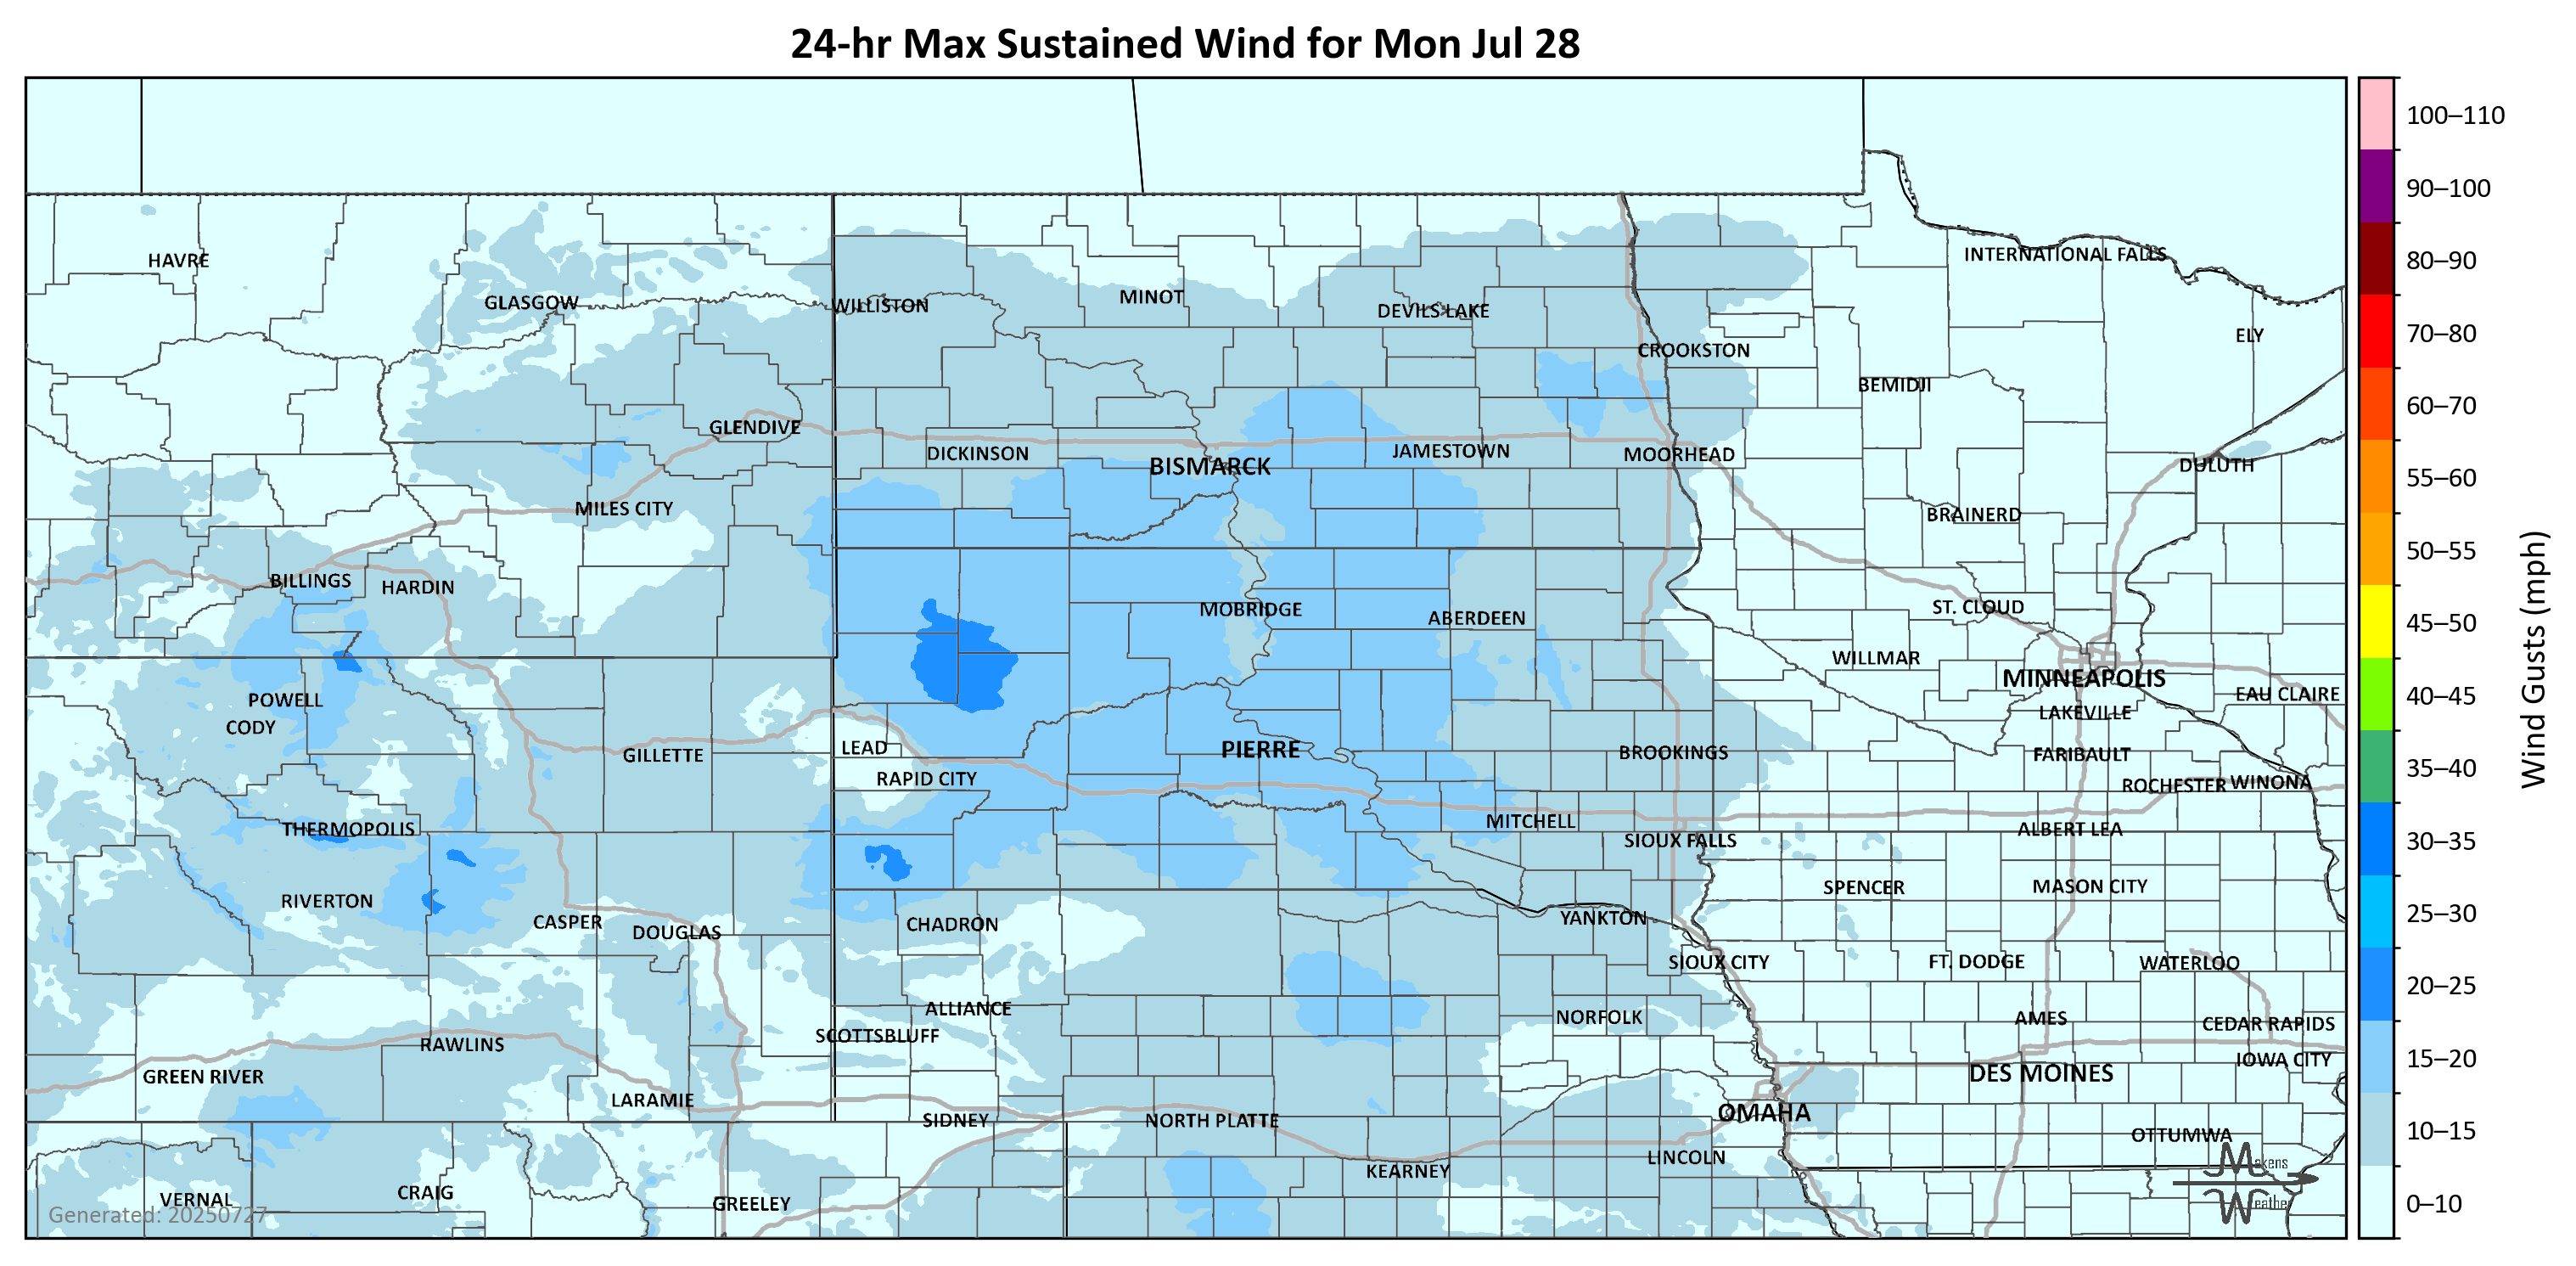 24-hr Max Sustained Wind for Mon Jul 28
100–110
90–100
80–90
70–80
60–70
55–60
50–55
45–50
40–45
35–40
30–35
25–30
20–25
15–20
10–15
0–10
Wind Gusts (mph)
HAVRE
GLASGOW
WILLISTON
MINOT
DEVILS LAKE
INTERNATIONAL FALLS
ELY
CROOKSTON
BEMIDJI
GLENDIVE
DICKINSON
BISMARCK
JAMESTOWN
MOORHEAD
DULUTH
MILES CITY
BRAINERD
BILLINGS
HARDIN
MOBRIDGE
ABERDEEN
ST. CLOUD
WILLMAR
MINNEAPOLIS
EAU CLAIRE
POWELL
CODY
LAKEVILLE
GILLETTE
LEAD
PIERRE
BROOKINGS
FARIBAULT
RAPID CITY
ROCHESTER
WINONA
THERMOPOLIS
MITCHELL
ALBERT LEA
SIOUX FALLS
RIVERTON
SPENCER
MASON CITY
CASPER
DOUGLAS
CHADRON
YANKTON
SIOUX CITY
FT. DODGE
WATERLOO
ALLIANCE
NORFOLK
AMES
CEDAR RAPIDS
SCOTTSBLUFF
RAWLINS
IOWA CITY
GREEN RIVER
DES MOINES
LARAMIE
SIDNEY
NORTH PLATTE
OMAHA
OTTUMWA
LINCOLN
KEARNEY
VERNAL
CRAIG
GREELEY
Generated: 20250727
Makens
Weather